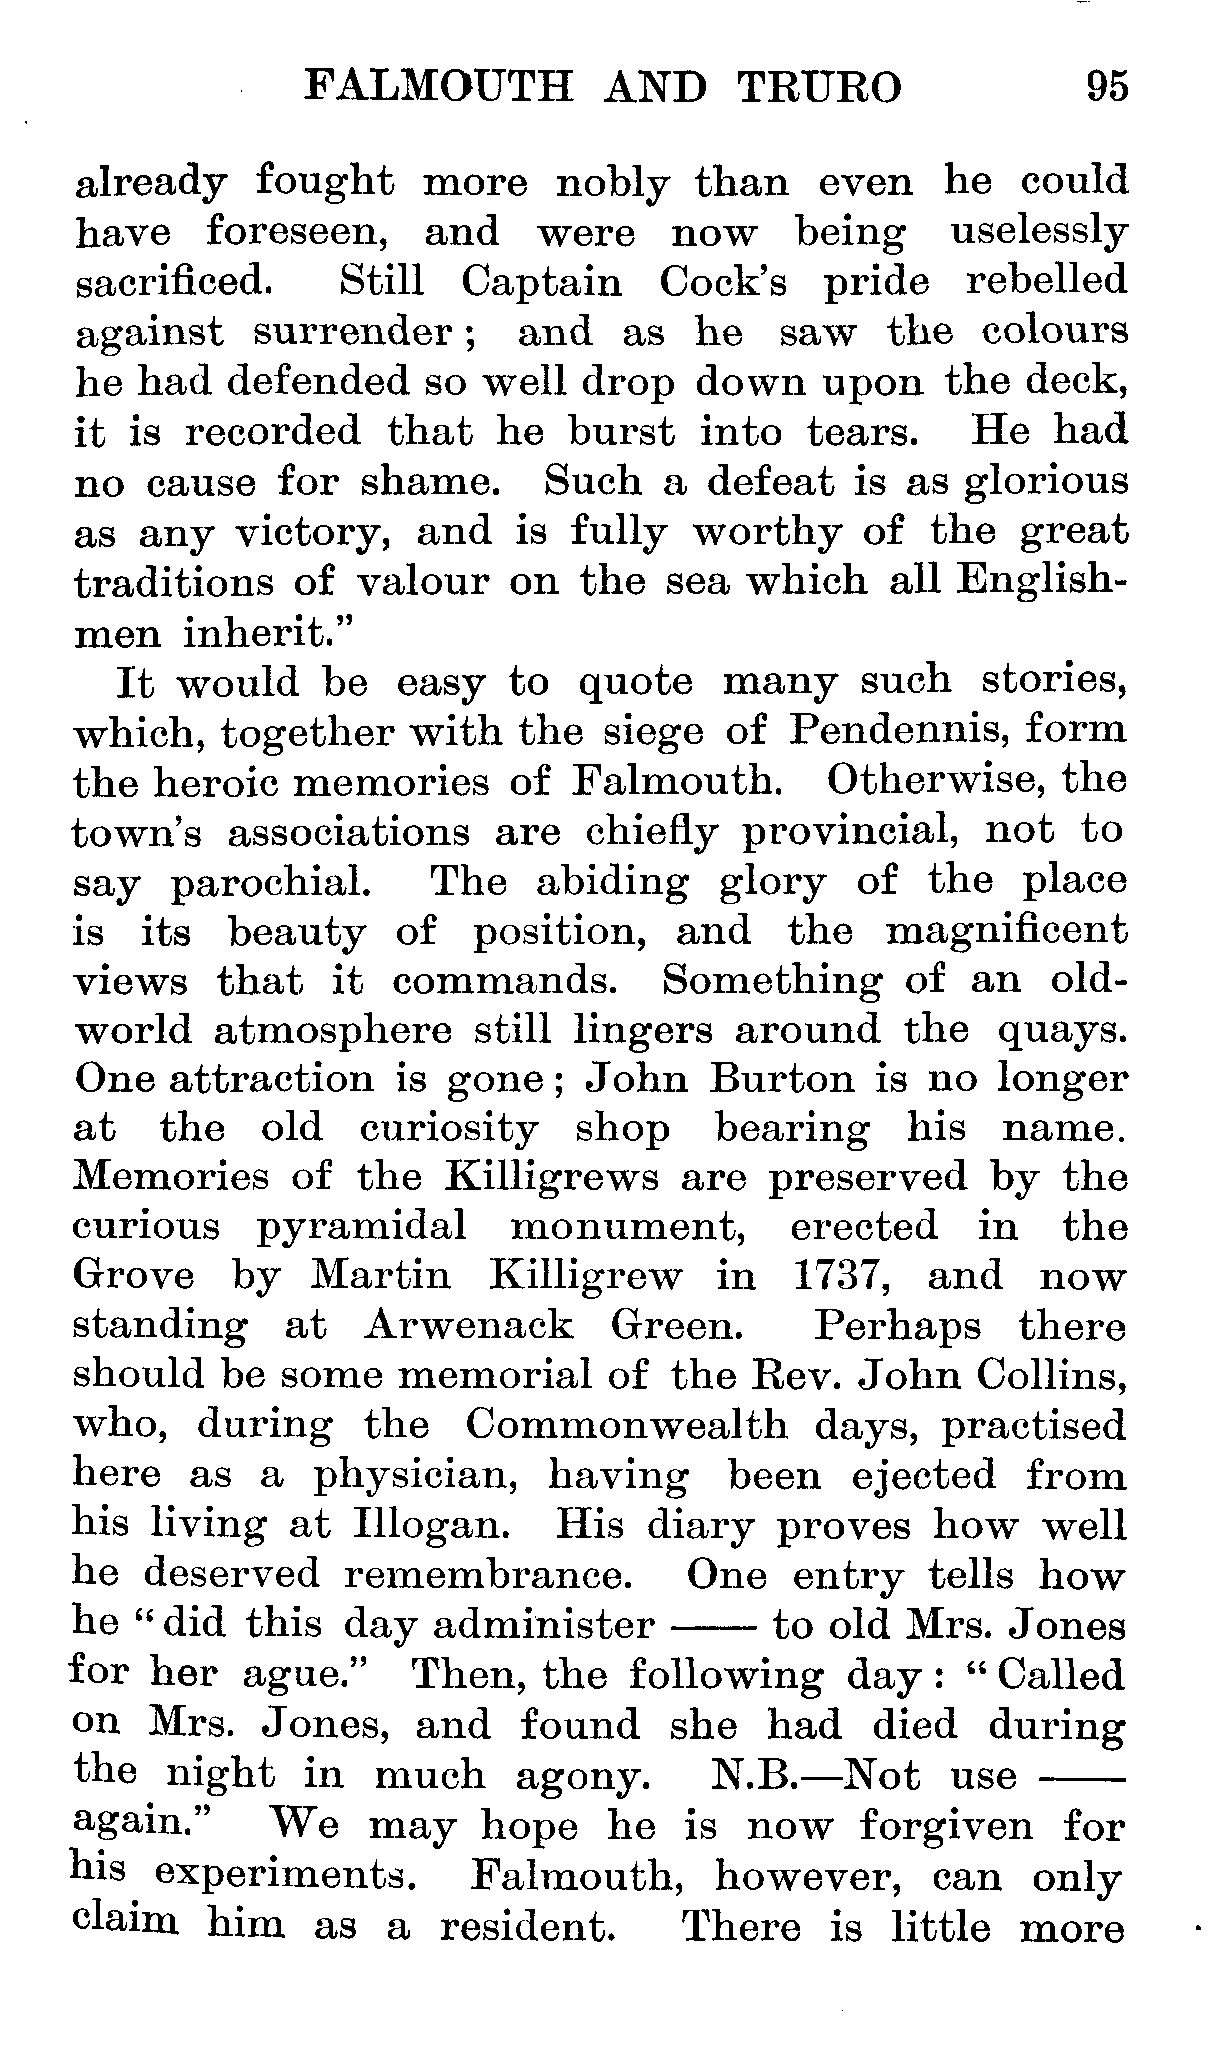 FALMOUTH AND TRURO 95
already fought more nobly than even he could
have foreseen, and were now being uselessly
sacrificed. Still Captain Cock's pride rebelled
against surrender; and as he saw the colours
he had defended so well drop down upon the deck,
it is recorded that he burst into tears. He had
no cause for shame. Such a defeat is as glorious
as any victory, and is fully worthy of the great
traditions of valour on the sea which all English-
men inherit."
It would be easy to quote many such stories,
which, together with the siege of Pendennis, form
the heroic memories of Falmouth. Otherwise, the
town's associations are chiefly provincial, not to
say parochial. The abiding glory of the place
is its beauty of position, and the magnificent
views that it commands. Something of an old-
world atmosphere still lingers around the quays.
One attraction is gone; John Burton is no longer
at the old curiosity shop bearing his name.
Memories of the Killigrews are preserved by the
curious pyramidal monument, erected in the
Grove by Martin Killigrew in 1737, and now
standing at Arwenack Green. Perhaps there
should be some memorial of the Rev. John Collins,
who, during the Commonwealth days, practised
here as a physician, having been ejected from
his living at Illogan. His diary proves how well
he deserved remembrance. One entry tells how
he "did this day administer —— to old Mrs. Jones
for her ague." Then, the following day: "Called
on Mrs. Jones, and found she had died during
the night in much agony. N.B.—Not use ——
again." We may hope he is now forgiven for
his experiments. Falmouth, however, can only
claim him as a resident. There is little more